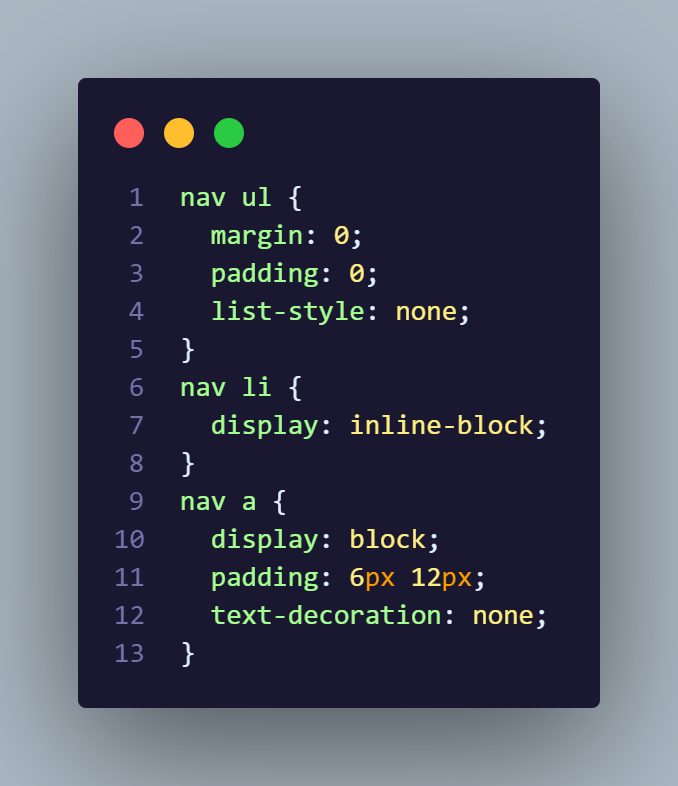 1 nav ul {
2   margin: 0;
3   padding: 0;
4   list-style: none;
5 }
6 nav li {
7   display: inline-block;
8 }
9 nav a {
10   display: block;
11   padding: 6px 12px;
12   text-decoration: none;
13 }